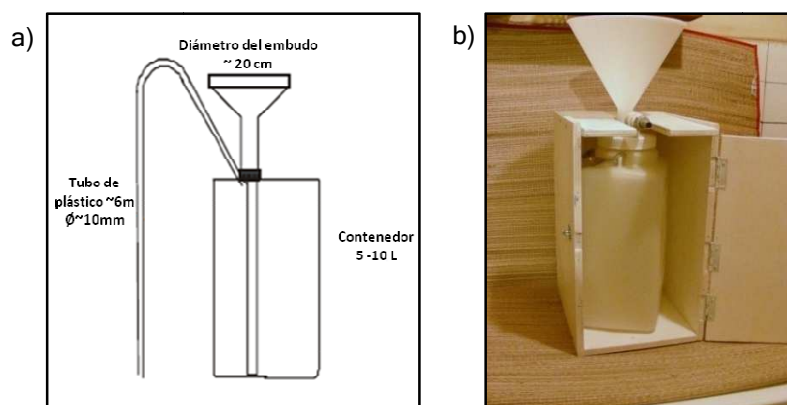 a)
Diámetro del embudo
~ 20 cm
Tubo de
plástico ~6m
Ø~10mm
Contenedor
5 -10 L
b)